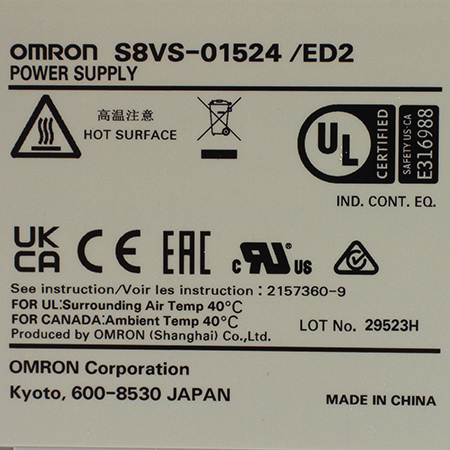 OMRON S8VS-01524 /ED2
POWER SUPPLY
高温注意
HOT SURFACE
UL
CERTIFIED
SAFETY US·CA
E316988
IND. CONT. EQ.
UK
CA
CE
EAC
c RU US
See instruction/Voir les instruction : 2157360-9
FOR UL:Surrounding Air Temp 40°C
FOR CANADA:Ambient Temp 40°C
Produced by OMRON (Shanghai) Co.,Ltd.
LOT No. 29523H
OMRON Corporation
Kyoto, 600-8530 JAPAN
MADE IN CHINA